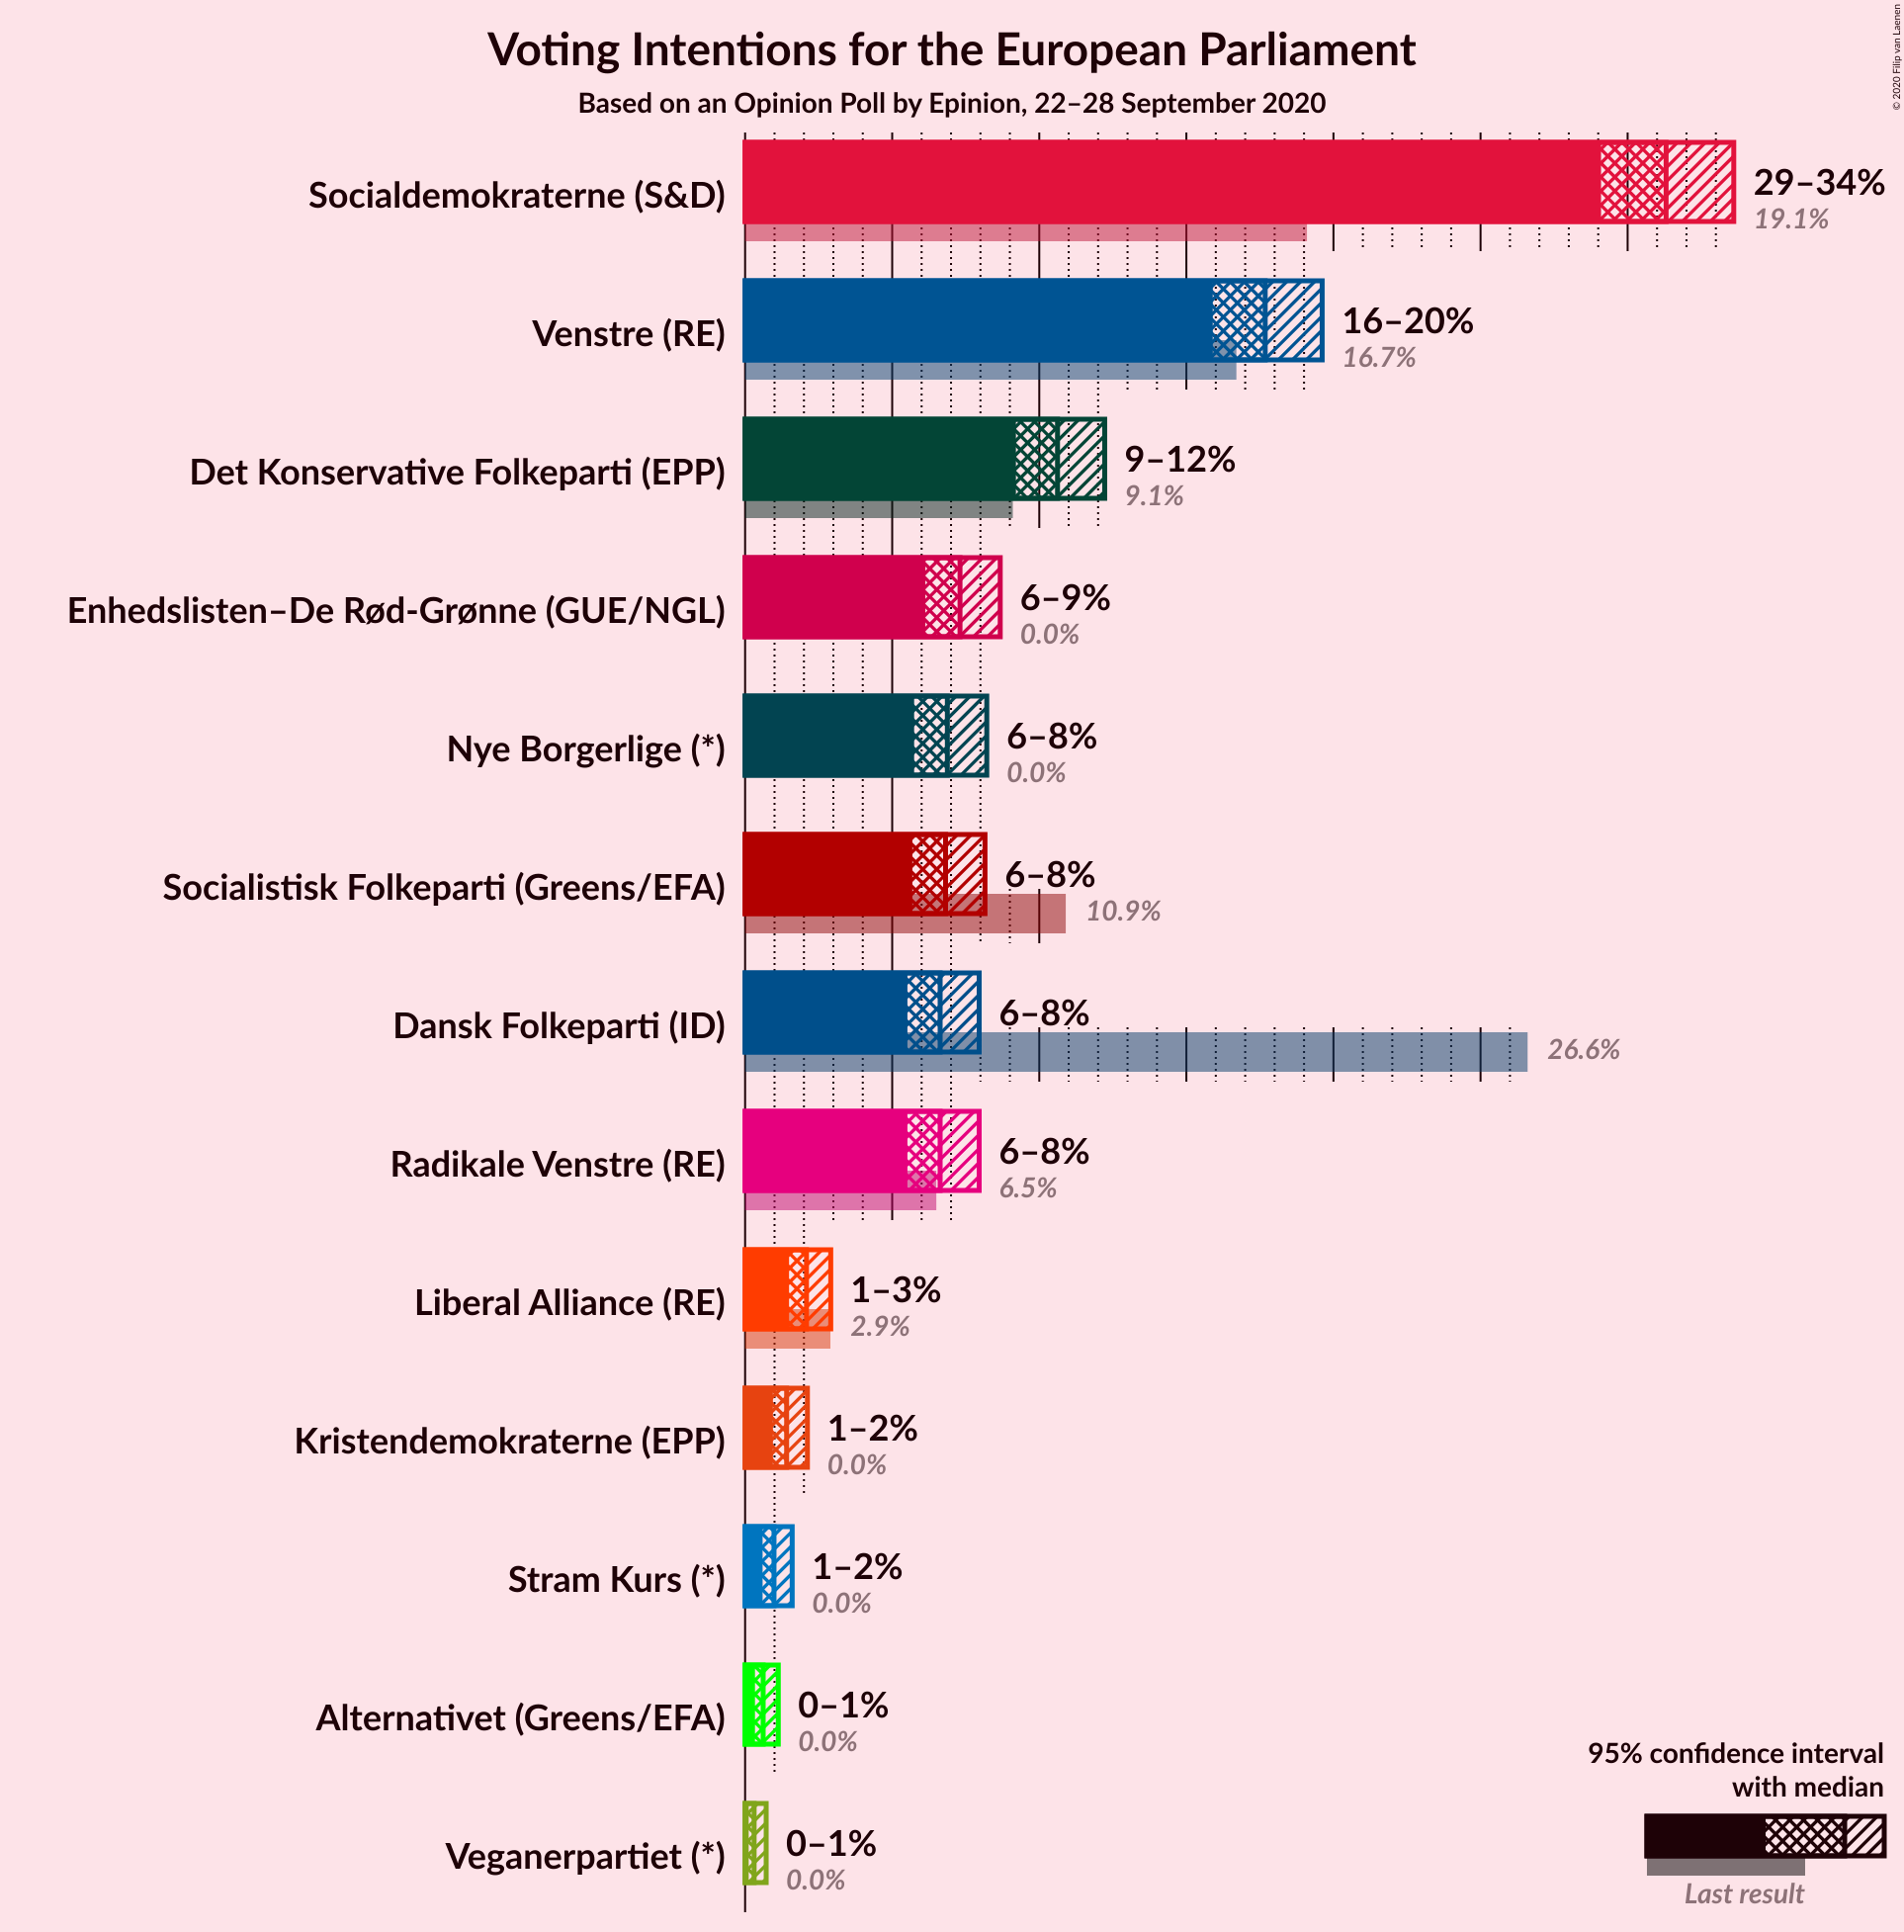 Voting Intentions for the European Parliament
Based on an Opinion Poll by Epinion, 22–28 September 2020
© 2020 Filip van Laenen
Socialdemokraterne (S&D)
29–34%
19.1%
Venstre (RE)
16–20%
16.7%
Det Konservative Folkeparti (EPP)
9–12%
9.1%
Enhedslisten–De Rød-Grønne (GUE/NGL)
6–9%
0.0%
Nye Borgerlige (*)
6–8%
0.0%
Socialistisk Folkeparti (Greens/EFA)
6–8%
10.9%
Dansk Folkeparti (ID)
6–8%
26.6%
Radikale Venstre (RE)
6–8%
6.5%
Liberal Alliance (RE)
1–3%
2.9%
Kristendemokraterne (EPP)
1–2%
0.0%
Stram Kurs (*)
1–2%
0.0%
Alternativet (Greens/EFA)
0–1%
0.0%
Veganerpartiet (*)
0–1%
0.0%
95% confidence interval
with median
Last result